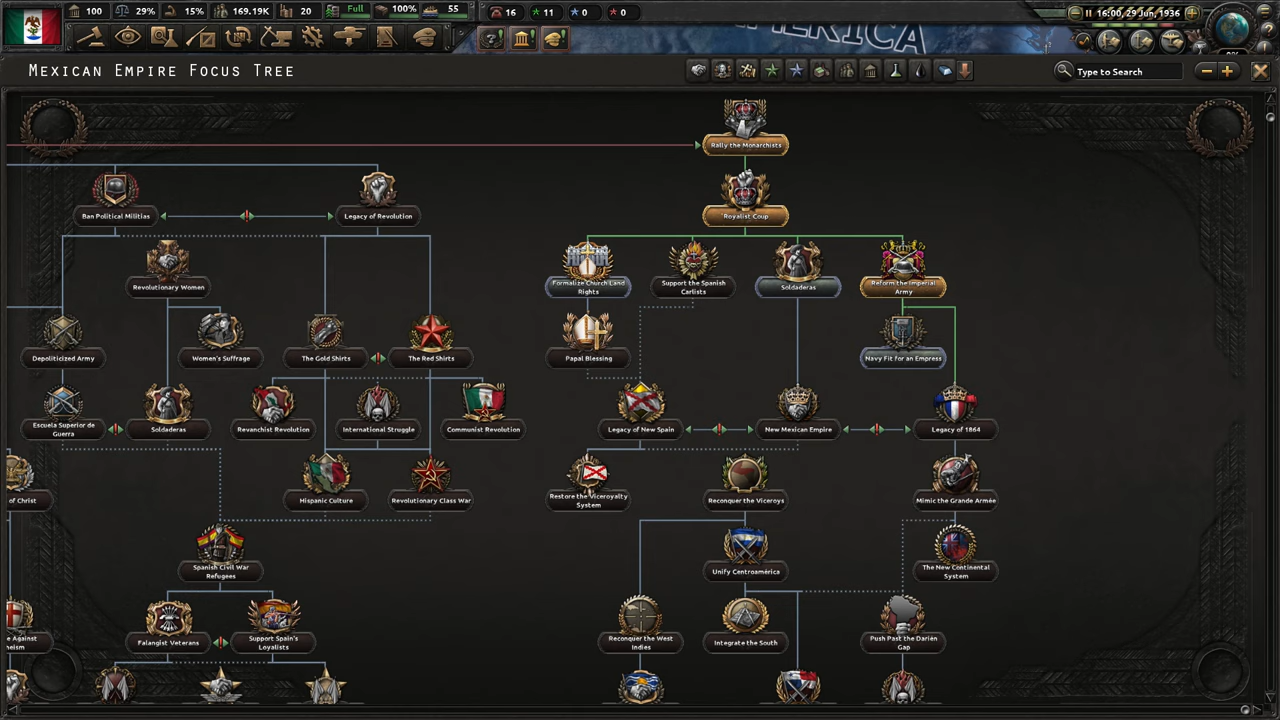 100
29%
15%
169.19K
20
Full
100%
55
16
11
0
0
16:00, 29 Jun, 1936
AMERICA
0%
Mexican Empire Focus Tree
Type to Search
Rally the Monarchists
Ban Political Militias
Legacy of Revolution
Royalist Coup
Revolutionary Women
Formalize Church Land
Rights
Support the Spanish
Carlists
Soldaderas
Reform the Imperial
Army
Depoliticized Army
Women's Suffrage
The Gold Shirts
The Red Shirts
Papal Blessing
Navy Fit for an Empress
Escuela Superior de
Guerra
Soldaderas
Revanchist Revolution
International Struggle
Communist Revolution
Legacy of New Spain
New Mexican Empire
Legacy of 1864
of Christ
Hispanic Culture
Revolutionary Class War
Restore the Viceroyalty
System
Reconquer the Viceroys
Mimic the Grande Armée
Spanish Civil War
Refugees
Unify Centroamérica
The New Continental
System
e Against
heism
Falangist Veterans
Support Spain's
Loyalists
Reconquer the West
Indies
Integrate the South
Push Past the Darién
Gap